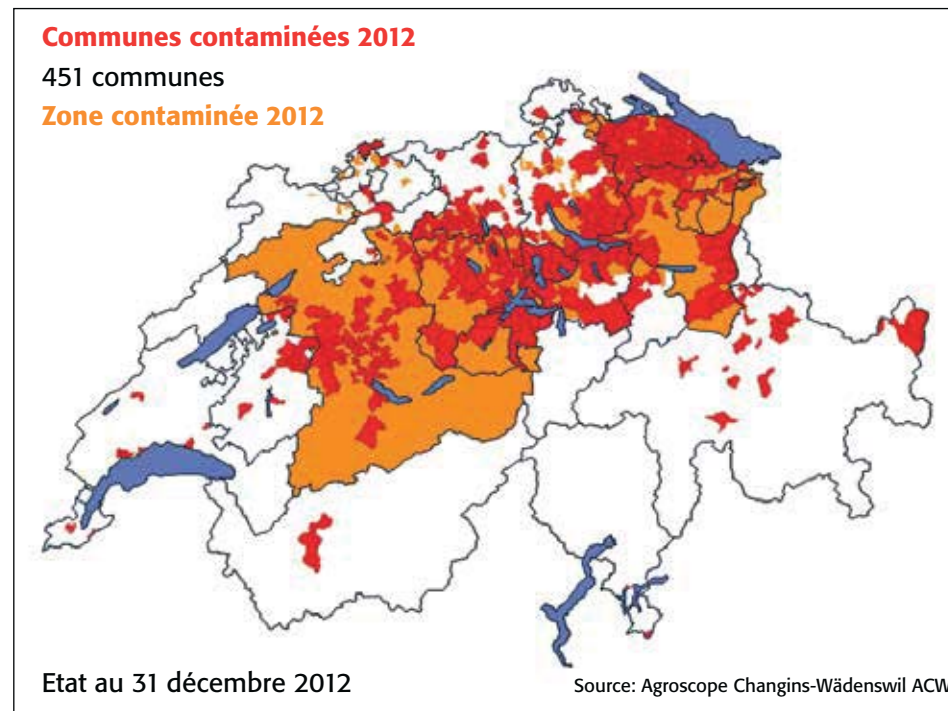 Communes contaminées 2012
451 communes
Zone contaminée 2012
Etat au 31 décembre 2012
Source: Agroscope Changins-Wädenswil ACW